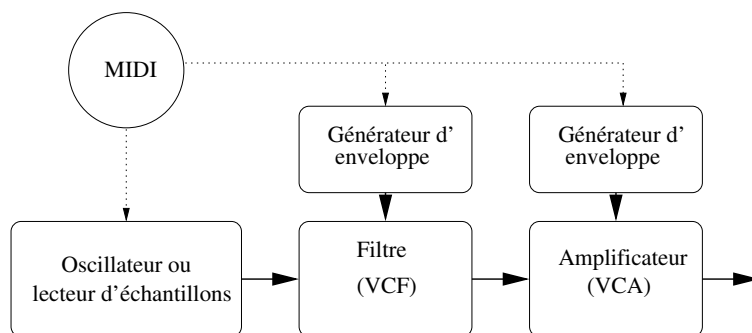 MIDI
Générateur d'
enveloppe
Générateur d'
enveloppe
Oscillateur ou
lecteur d'échantillons
Filtre
(VCF)
Amplificateur
(VCA)